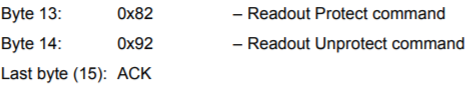 Byte 13: 0x82 – Readout Protect command
Byte 14: 0x92 – Readout Unprotect command
Last byte (15): ACK